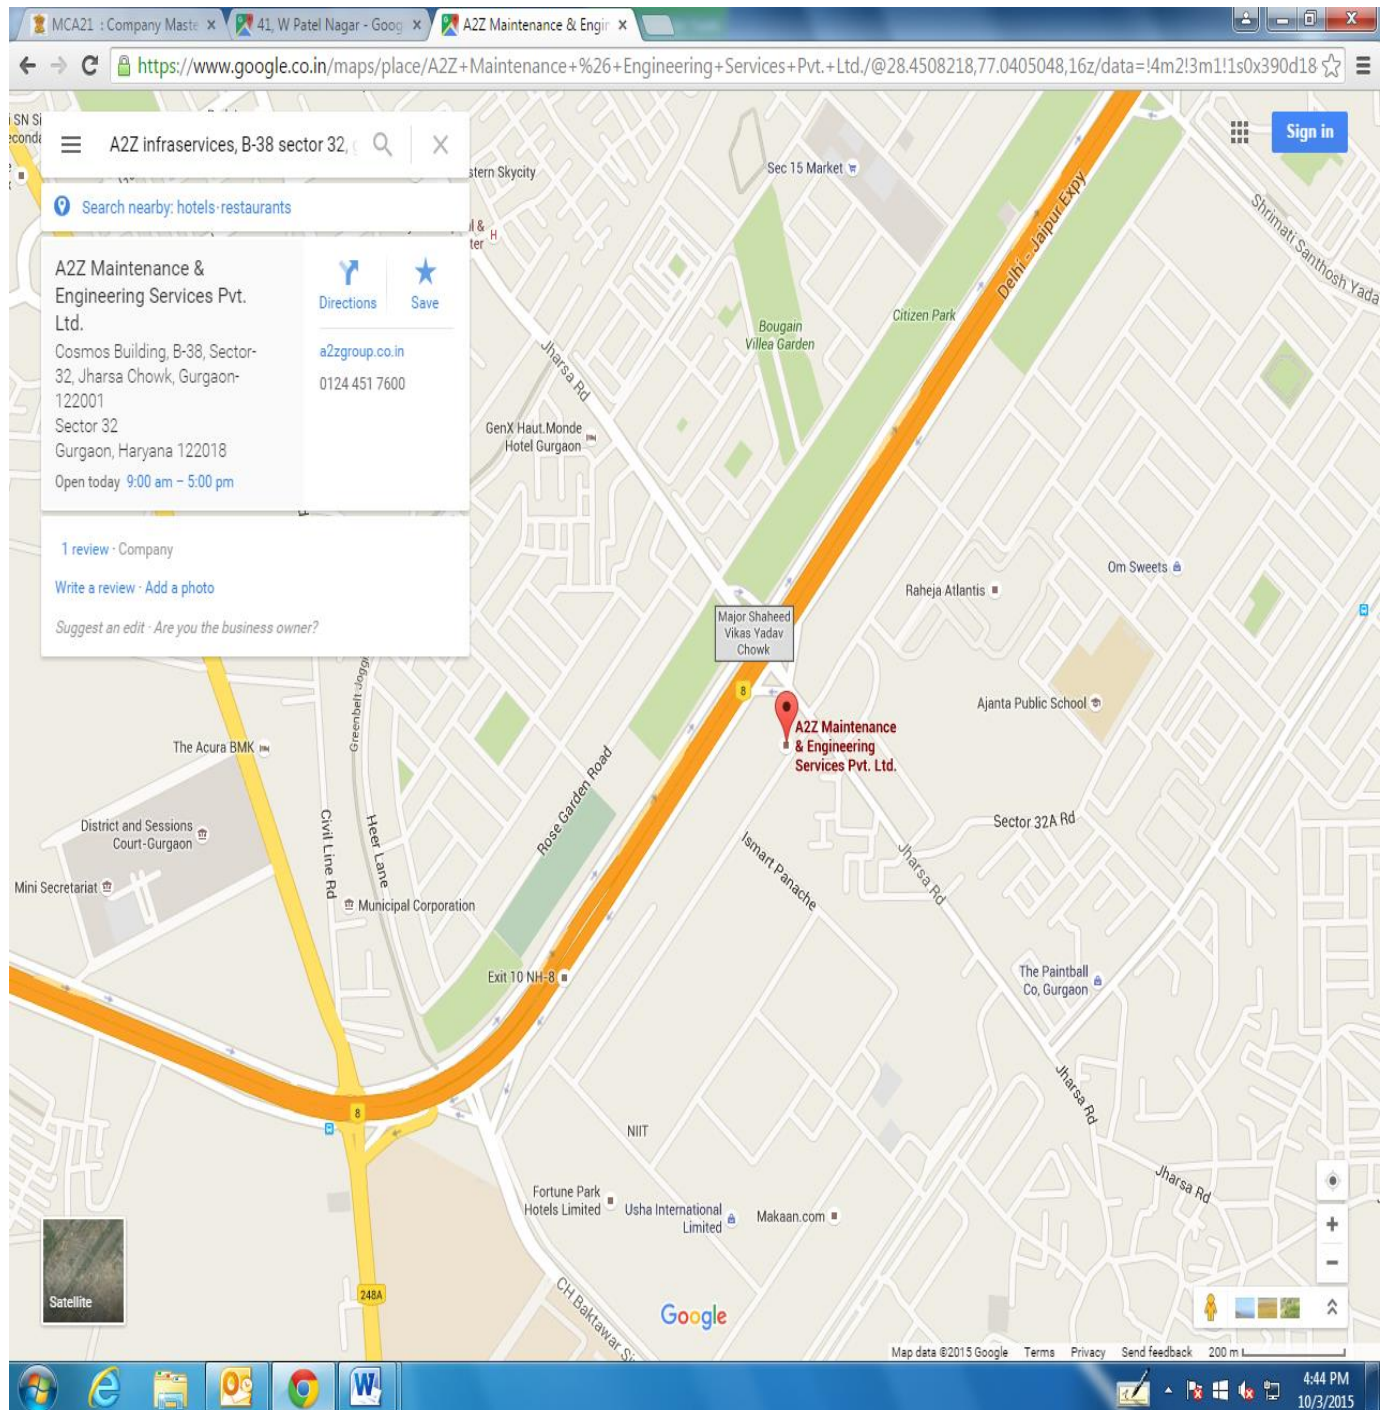 MCA21 : Company Maste
41, W Patel Nagar - Goog
A2Z Maintenance & Engir
https://www.google.co.in/maps/place/A2Z+Maintenance+%26+Engineering+Services+Pvt.+Ltd./@28.4508218,77.0405048,16z/data=!4m2!3m1!1s0x390d18
A2Z infraservices, B-38 sector 32,
Sign in
Search nearby: hotels · restaurants
A2Z Maintenance &
Engineering Services Pvt.
Ltd.
Cosmos Building, B-38, Sector-
32, Jharsa Chowk, Gurgaon-
122001
Sector 32
Gurgaon, Haryana 122018
Open today 9:00 am – 5:00 pm
Directions
Save
a2zgroup.co.in
0124 451 7600
1 review · Company
Write a review · Add a photo
Suggest an edit · Are you the business owner?
stern Skycity
Sec 15 Market
Delhi - Jaipur Expy
Shrimati Santhosh Yada
Citizen Park
Bougain
Villea Garden
Jharsa Rd
GenX Haut.Monde
Hotel Gurgaon
Om Sweets
Raheja Atlantis
Major Shaheed
Vikas Yadav
Chowk
8
Ajanta Public School
A2Z Maintenance
& Engineering
Services Pvt. Ltd.
Greenbelt Jogg
The Acura BMK
Rose Garden Road
District and Sessions
Court-Gurgaon
Civil Line Rd
Heer Lane
Sector 32A Rd
Ismart Panache
Jharsa Rd
Mini Secretariat
Municipal Corporation
Exit 10 NH-8
The Paintball
Co, Gurgaon
Jharsa Rd
8
NIIT
Jharsa Rd
Fortune Park
Hotels Limited
Usha International
Limited
Makaan.com
248A
CH Baktawar Si
Satellite
Google
Map data ©2015 Google Terms Privacy Send feedback 200 m
4:44 PM
10/3/2015